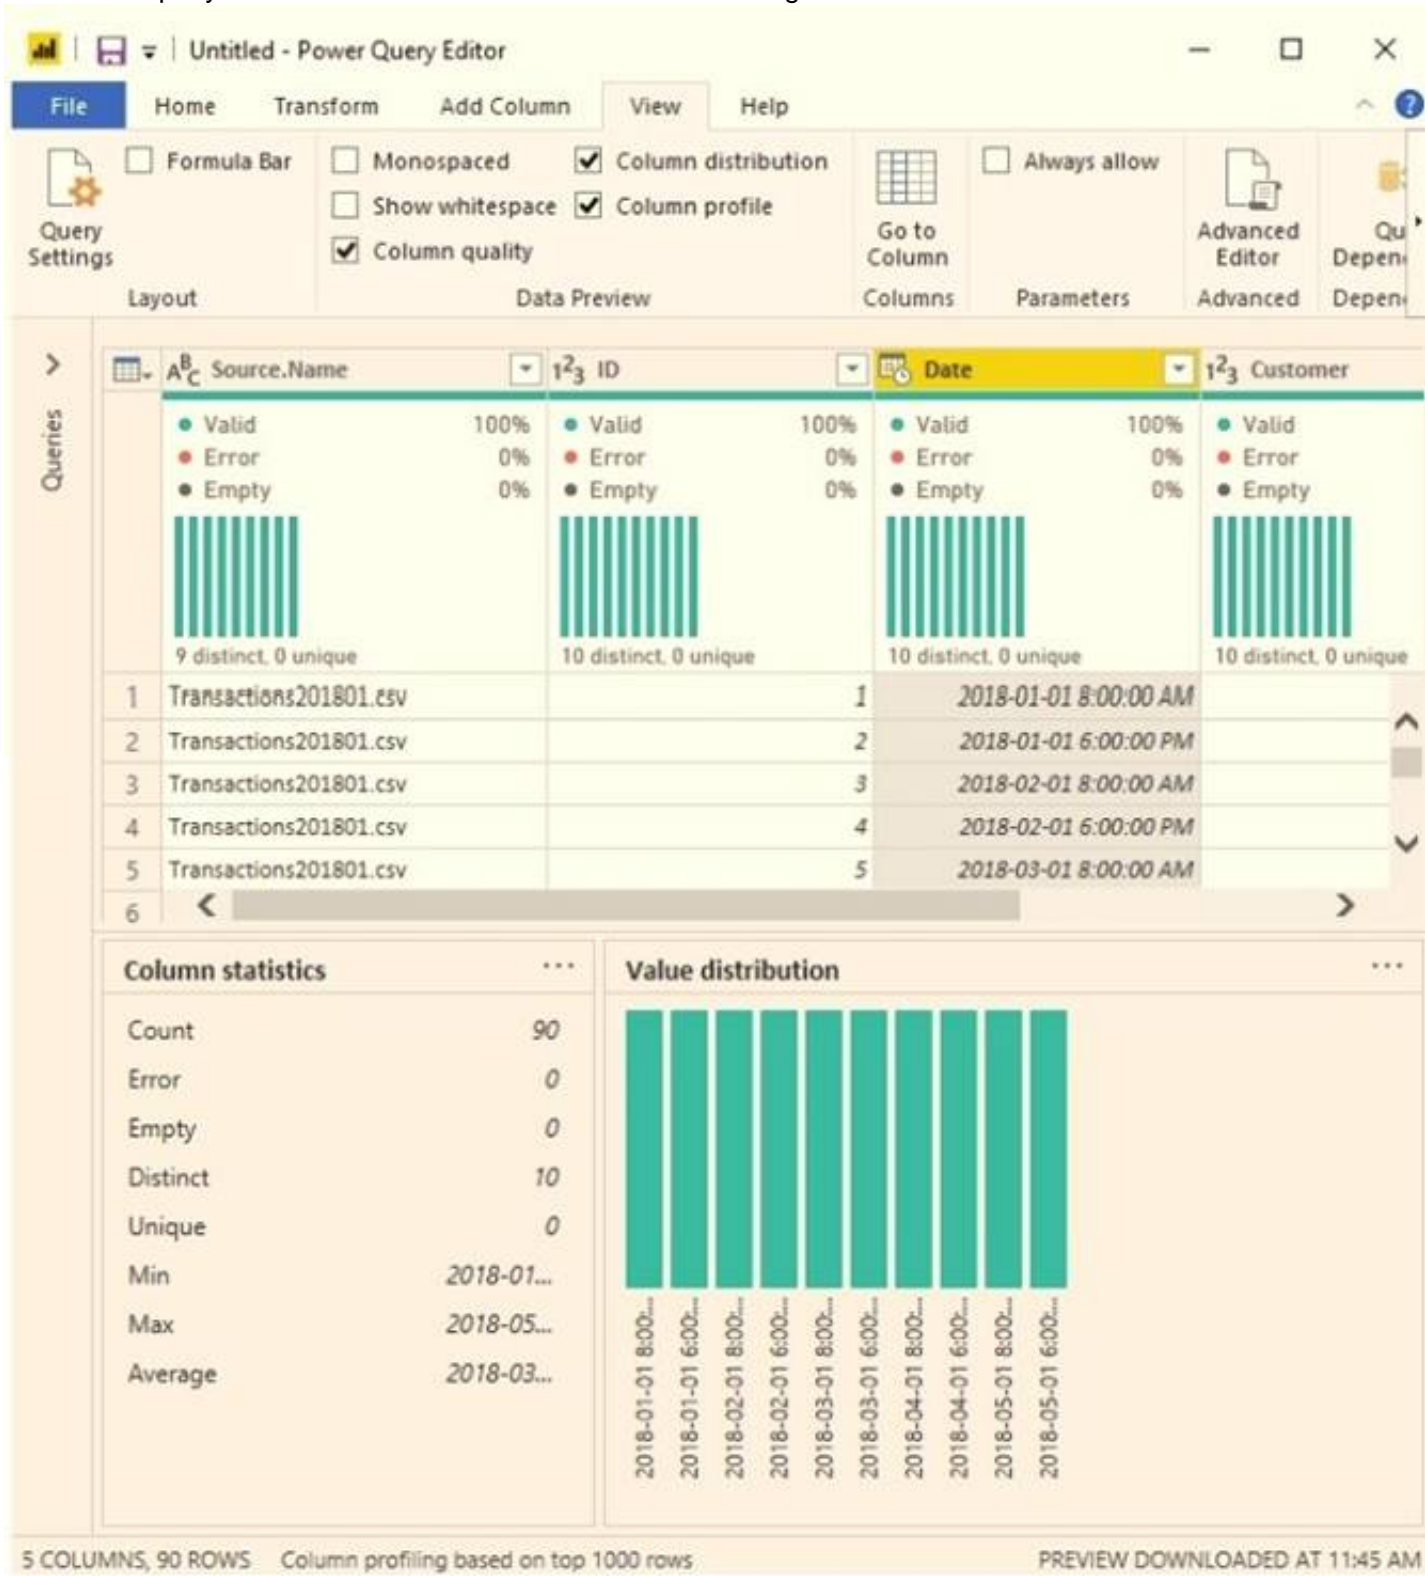 Untitled - Power Query Editor
File Home Transform Add Column View Help
Formula Bar Monospaced Column distribution Always allow
Show whitespace Column profile
Query Settings Column quality Go to Column Advanced Editor
Layout Data Preview Columns Parameters Advanced
Queries
Source.Name ID Date Customer
Valid 100% Valid 100% Valid 100% Valid
Error 0% Error 0% Error 0% Error
Empty 0% Empty 0% Empty 0% Empty
9 distinct, 0 unique 10 distinct, 0 unique 10 distinct, 0 unique 10 distinct, 0 unique
1 Transactions201801.csv 1 2018-01-01 8:00:00 AM
2 Transactions201801.csv 2 2018-01-01 6:00:00 PM
3 Transactions201801.csv 3 2018-02-01 8:00:00 AM
4 Transactions201801.csv 4 2018-02-01 6:00:00 PM
5 Transactions201801.csv 5 2018-03-01 8:00:00 AM
6
Column statistics ... Value distribution ...
Count 90
Error 0
Empty 0
Distinct 10
Unique 0
Min 2018-01...
Max 2018-05...
Average 2018-03...
2018-01-01 8:00:...
2018-01-01 6:00:...
2018-02-01 8:00:...
2018-02-01 6:00:...
2018-03-01 8:00:...
2018-03-01 6:00:...
2018-04-01 8:00:...
2018-04-01 6:00:...
2018-05-01 8:00:...
2018-05-01 6:00:...
5 COLUMNS, 90 ROWS Column profiling based on top 1000 rows PREVIEW DOWNLOADED AT 11:45 AM